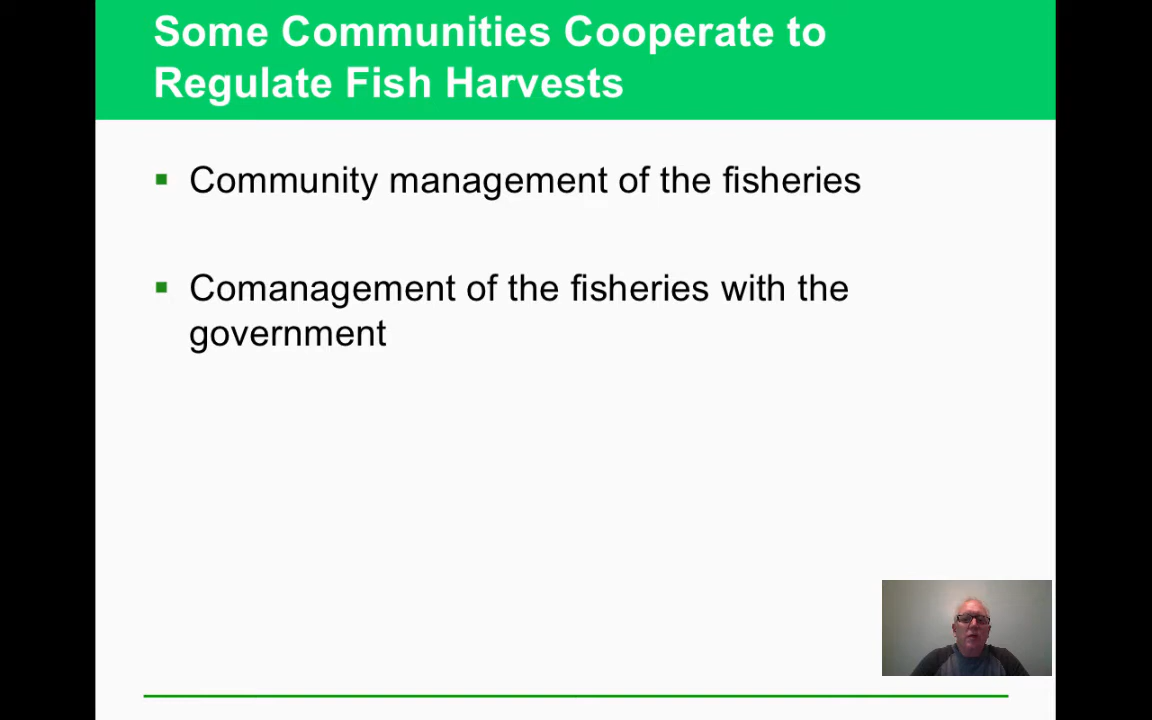 Some Communities Cooperate to
Regulate Fish Harvests
Community management of the fisheries
Comanagement of the fisheries with the
government